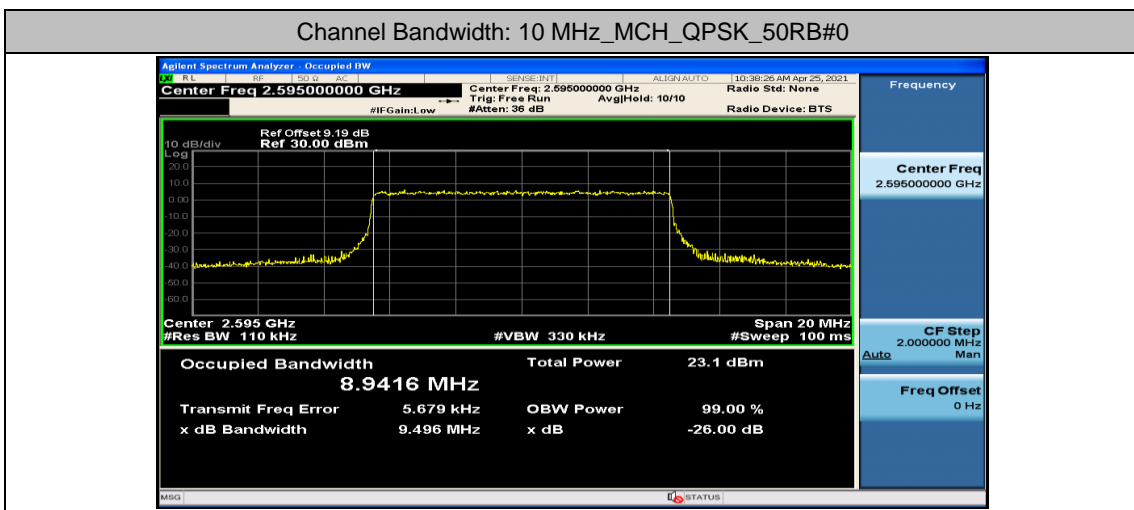 Channel Bandwidth: 10 MHz_MCH_QPSK_50RB#0
Agilent Spectrum Analyzer - Occupied BW
LXI RL RF 50 Ω AC SENSE:INT ALIGN AUTO 10:38:26 AM Apr 25, 2021
Center Freq 2.595000000 GHz Center Freq: 2.595000000 GHz Radio Std: None Frequency
Trig: Free Run Avg|Hold: 10/10
#IFGain:Low #Atten: 36 dB Radio Device: BTS
Ref Offset 9.19 dB
10 dB/div Ref 30.00 dBm
Log
20.0
10.0
0.00
-10.0
-20.0
-30.0
-40.0
-50.0
-60.0
Center Freq
2.595000000 GHz
Center 2.595 GHz Span 20 MHz
#Res BW 110 kHz #VBW 330 kHz #Sweep 100 ms
CF Step
2.000000 MHz
Auto Man
Freq Offset
0 Hz
Occupied Bandwidth Total Power 23.1 dBm
8.9416 MHz
Transmit Freq Error 5.679 kHz OBW Power 99.00 %
x dB Bandwidth 9.496 MHz x dB -26.00 dB
MSG STATUS